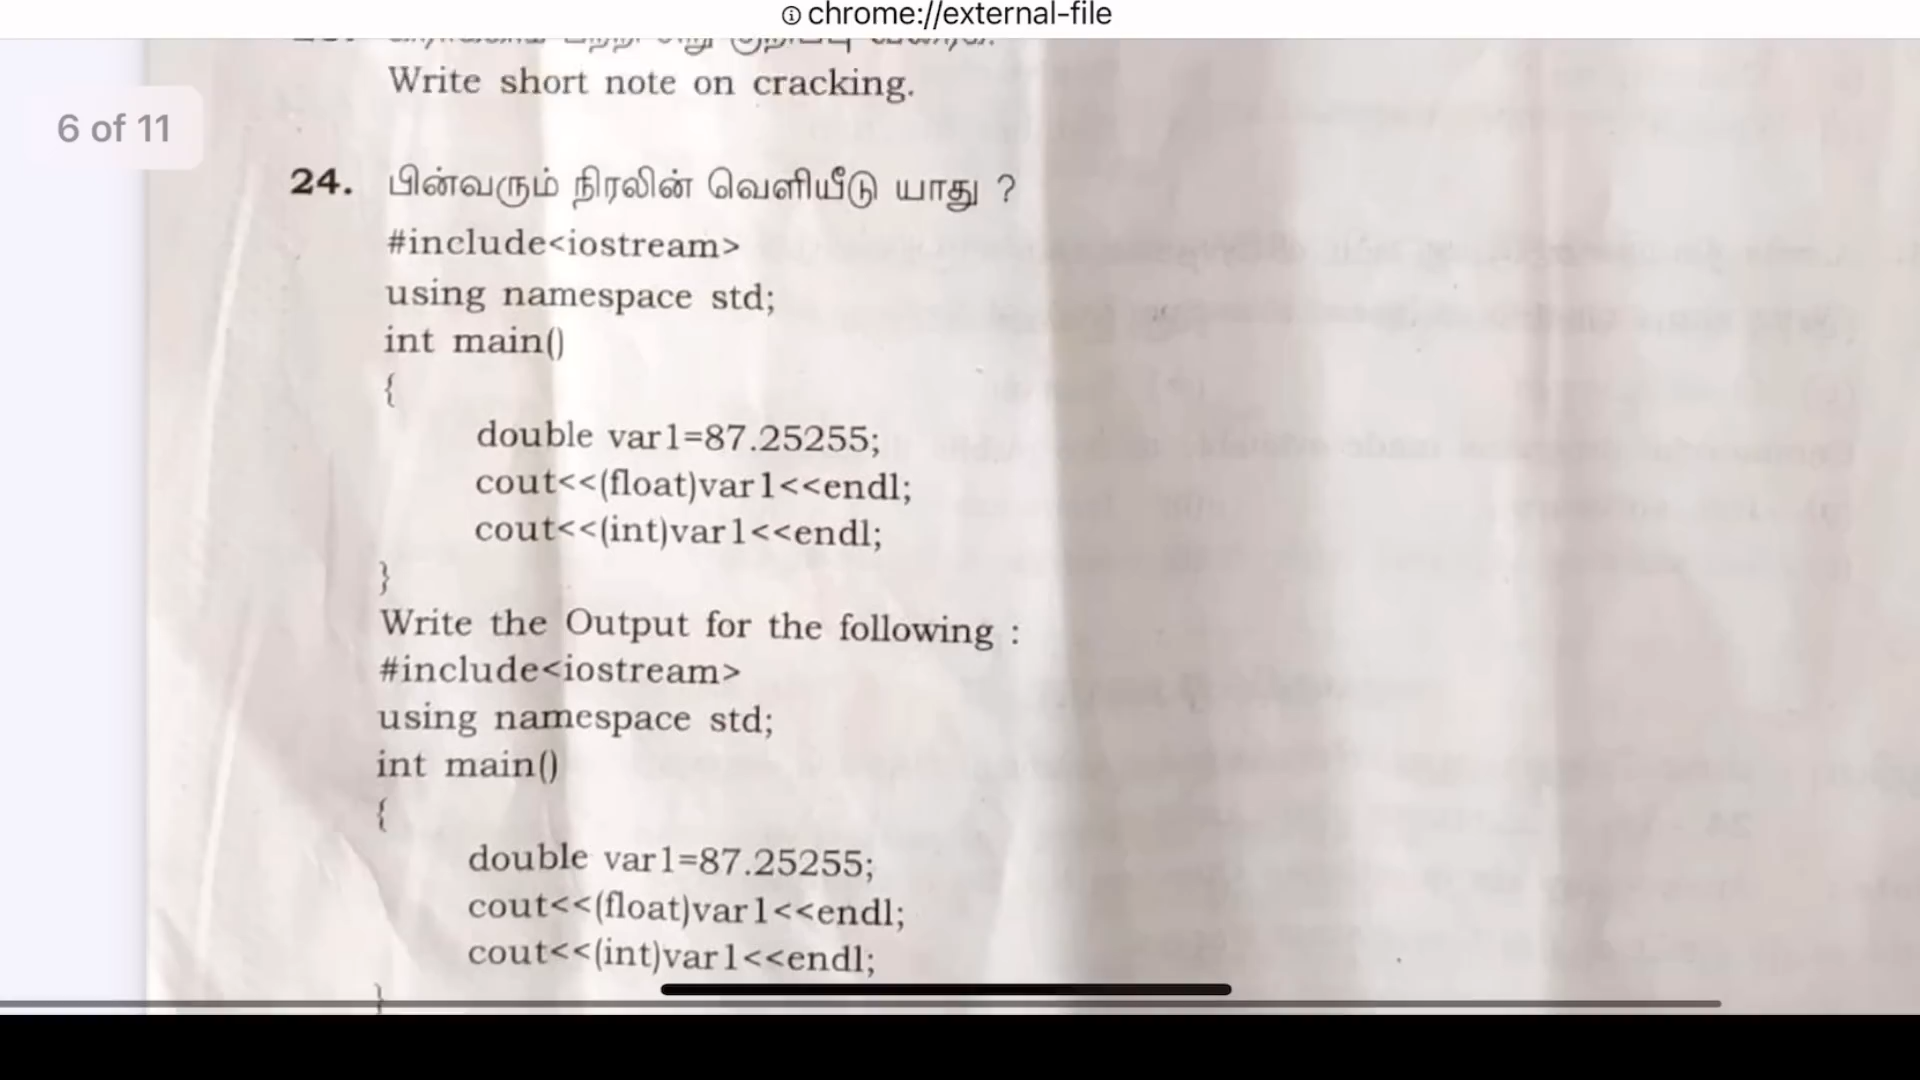 chrome://external-file
Write short note on cracking.
6 of 11
24. பின்வரும் நிரலின் வெளியீடு யாது ?
#include<iostream>
using namespace std;
int main()
{
double var1=87.25255;
cout<<(float)var1<<endl;
cout<<(int)var1<<endl;
}
Write the Output for the following :
#include<iostream>
using namespace std;
int main()
{
double var1=87.25255;
cout<<(float)var1<<endl;
cout<<(int)var1<<endl;
}